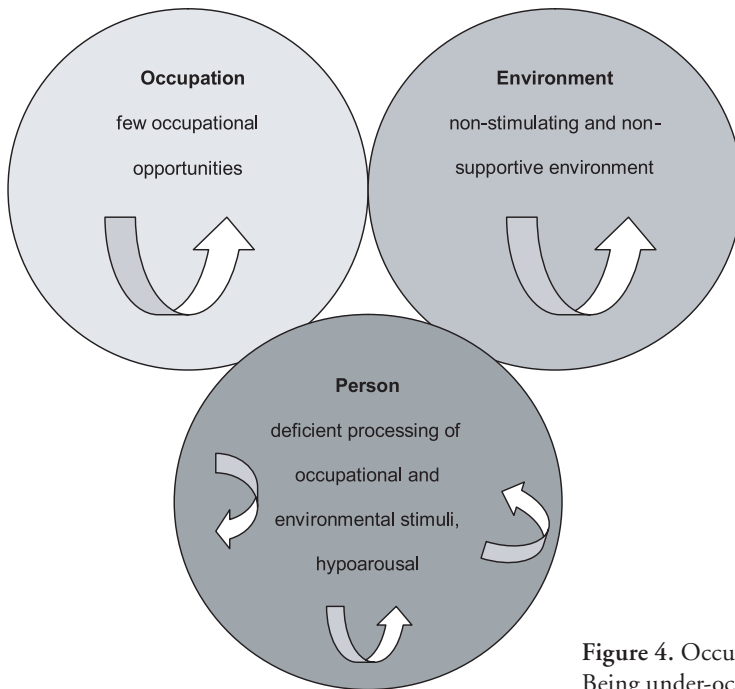 Occupation
few occupational
opportunities
Environment
non-stimulating and non-
supportive environment
Person
deficient processing of
occupational and
environmental stimuli,
hypoarousal
Figure 4. Occu
Being under-oc